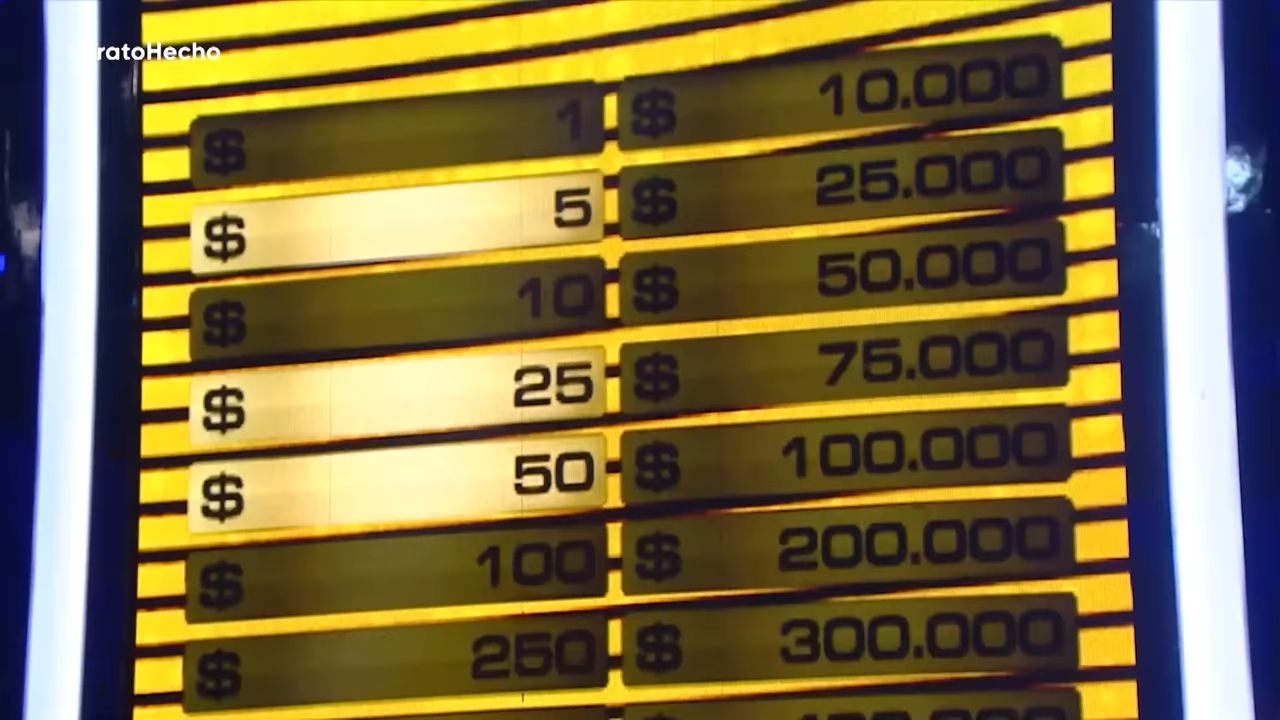 ratoHecho
$ 1 $ 10.000
$ 5 $ 25.000
$ 10 $ 50.000
$ 25 $ 75.000
$ 50 $ 100.000
$ 100 $ 200.000
$ 250 $ 300.000